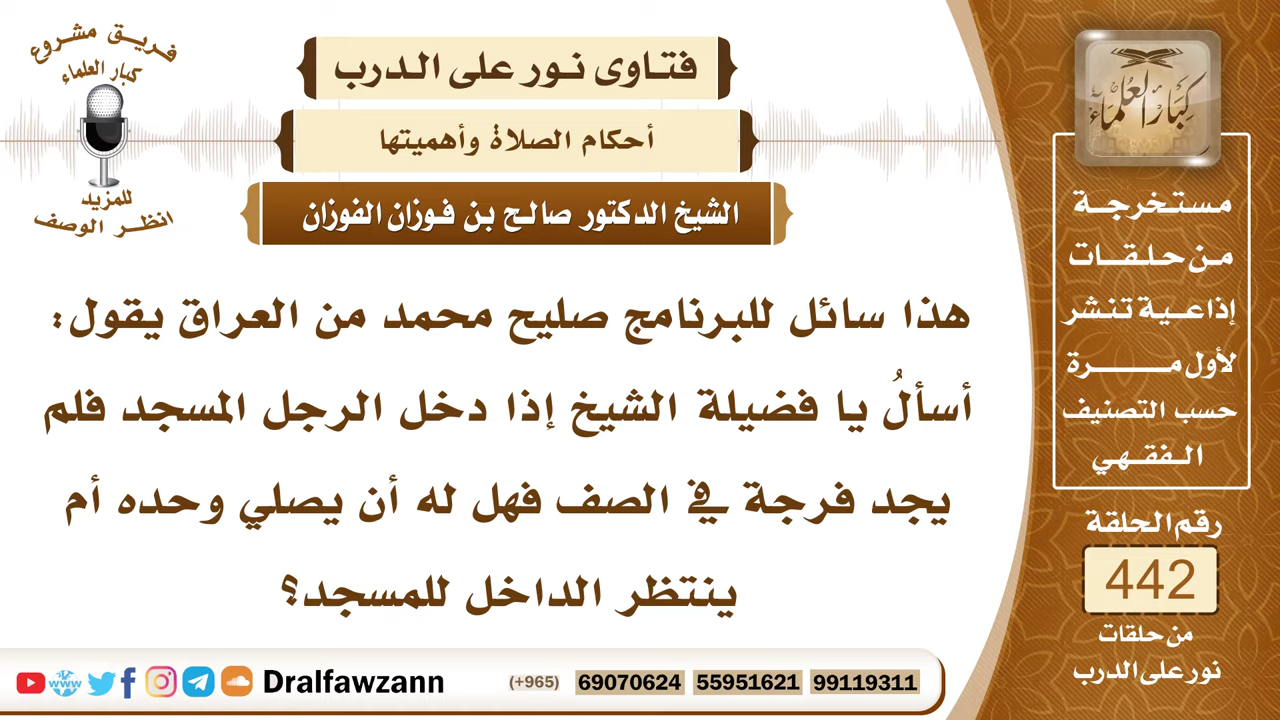 فريق مشروع
كبار العلماء
للمزيد
انظر الوصف
فتاوى نور على الدرب
أحكام الصلاة وأهميتها
الشيخ الدكتور صالح بن فوزان الفوزان
هذا سائل للبرنامج صليح محمد من العراق يقول:
أسألُ يا فضيلة الشيخ إذا دخل الرجل المسجد فلم
يجد فرجة في الصف فهل له أن يصلي وحده أم
ينتظر الداخل للمسجد؟
كبار العلماء
مستخرجة
من حلقات
إذاعية تنشر
لأول مرة
حسب التصنيف
الفقهي
رقم الحلقة
442
من حلقات
نور على الدرب
www
Dralfawzann
(+965) 69070624 55951621 99119311